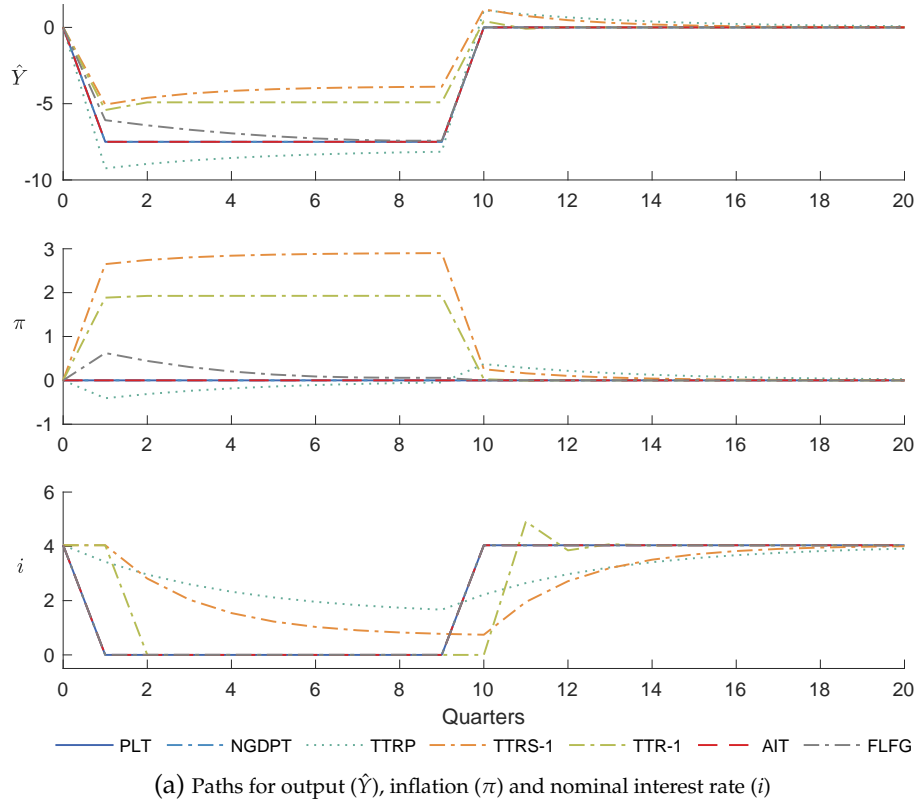 0
-5
-10
Ŷ
0 2 4 6 8 10 12 14 16 18 20
3
2
1
0
-1
π
0 2 4 6 8 10 12 14 16 18 20
6
4
2
0
i
0 2 4 6 8 10 12 14 16 18 20
Quarters
PLT NGDPT TTRP TTRS-1 TTR-1 AIT FLFG
(a) Paths for output (Ŷ), inflation (π) and nominal interest rate (i)